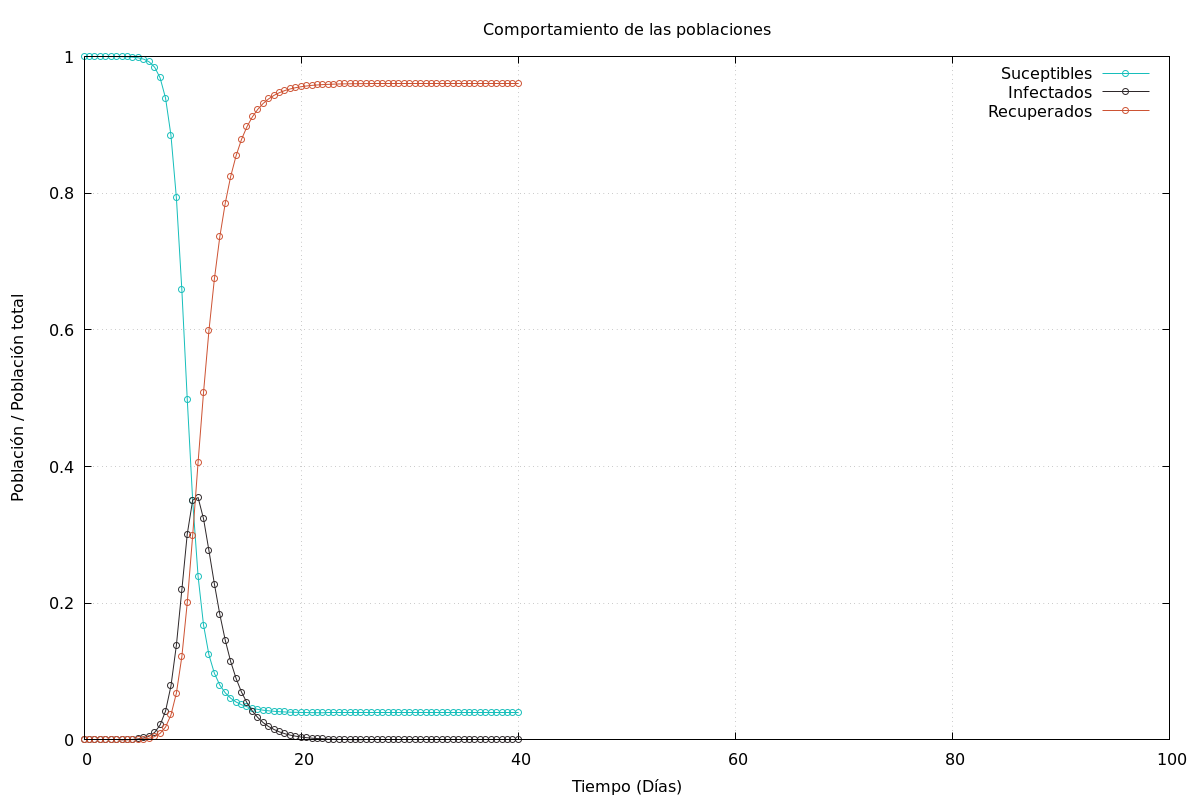 Comportamiento de las poblaciones
Suceptibles
Infectados
Recuperados
1
0.8
0.6
0.4
0.2
0
0 20 40 60 80 100
Población / Población total
Tiempo (Días)